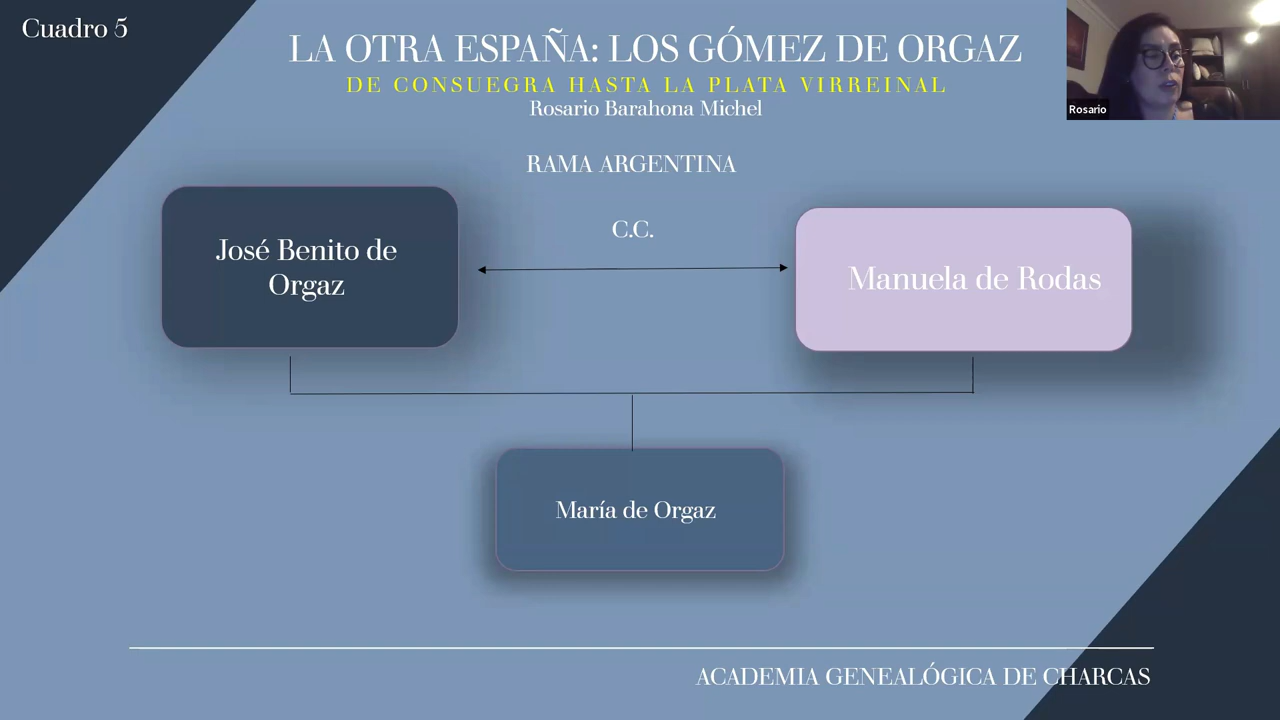 Cuadro 5
LA OTRA ESPAÑA: LOS GÓMEZ DE ORGAZ
DE CONSUEGRA HASTA LA PLATA VIRREINAL
Rosario Barahona Michel
Rosario
RAMA ARGENTINA
C.C.
José Benito de
Orgaz
Manuela de Rodas
María de Orgaz
ACADEMIA GENEALÓGICA DE CHARCAS